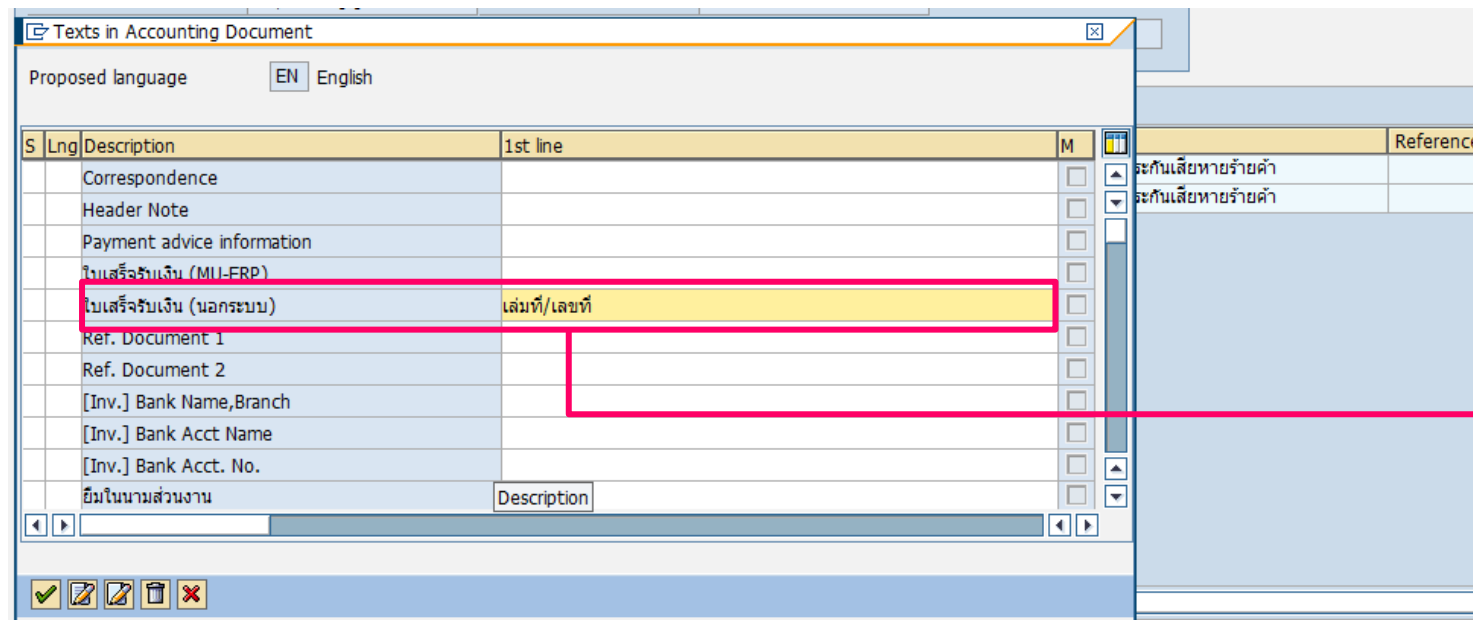 Texts in Accounting Document
Proposed language EN English
S Lng Description 1st line M
Reference
Correspondence
ระกันเสียหายร้ายค้า
Header Note
ระกันเสียหายร้ายค้า
Payment advice information
ใบเสร็จรับเงิน (MU-ERP)
ใบเสร็จรับเงิน (นอกระบบ) เล่มที่/เลขที่
Ref. Document 1
Ref. Document 2
[Inv.] Bank Name,Branch
[Inv.] Bank Acct Name
[Inv.] Bank Acct. No.
ยืมในนามส่วนงาน Description